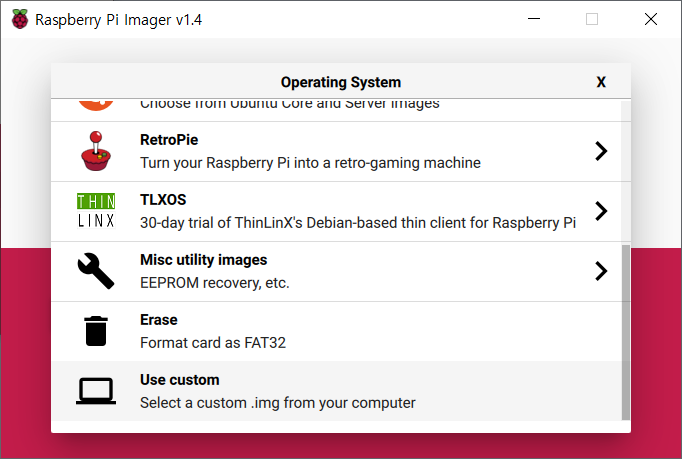 Raspberry Pi Imager v1.4
Operating System X
Choose from Ubuntu Core and Server images
RetroPie
Turn your Raspberry Pi into a retro-gaming machine
THIN
LINX
TLXOS
30-day trial of ThinLinX's Debian-based thin client for Raspberry Pi
Misc utility images
EEPROM recovery, etc.
Erase
Format card as FAT32
Use custom
Select a custom .img from your computer